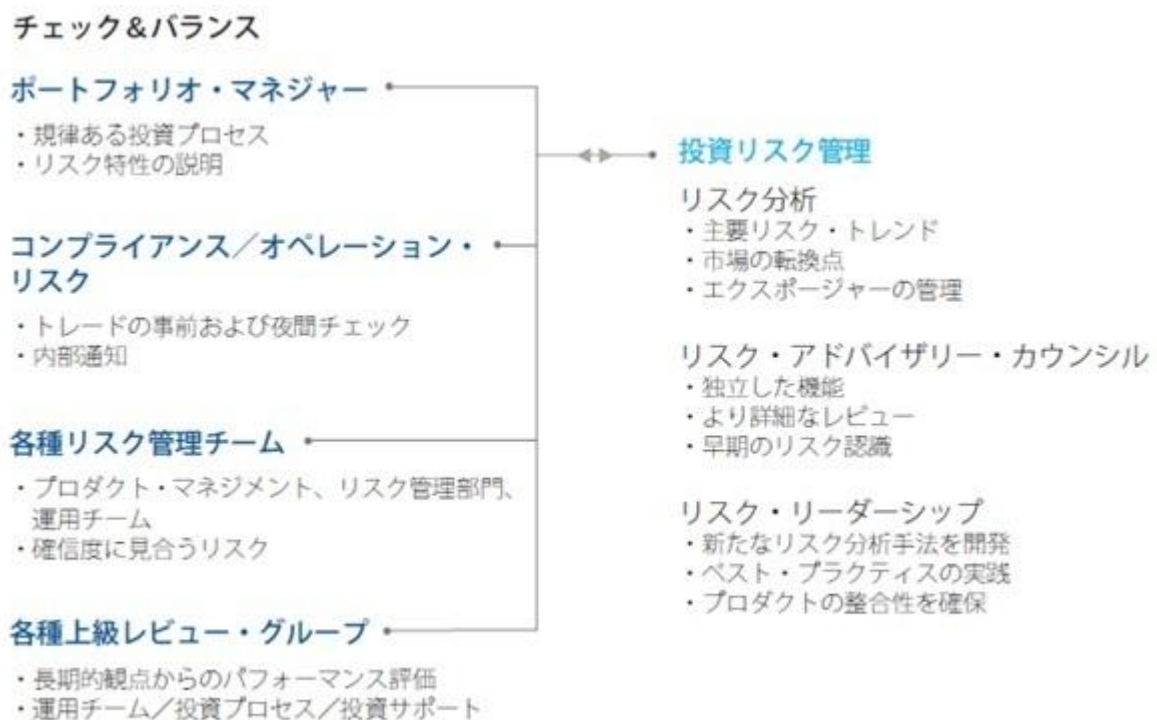 チェック＆バランス
ポートフォリオ・マネジャー
・規律ある投資プロセス
・リスク特性の説明
コンプライアンス／オペレーション・
リスク
・トレードの事前および夜間チェック
・内部通知
各種リスク管理チーム
・プロダクト・マネジメント、リスク管理部門、
運用チーム
・確信度に見合うリスク
各種上級レビュー・グループ
・長期的観点からのパフォーマンス評価
・運用チーム／投資プロセス／投資サポート
投資リスク管理
リスク分析
・主要リスク・トレンド
・市場の転換点
・エクスポージャーの管理
リスク・アドバイザリー・カウンシル
・独立した機能
・より詳細なレビュー
・早期のリスク認識
リスク・リーダーシップ
・新たなリスク分析手法を開発
・ベスト・プラクティスの実践
・プロダクトの整合性を確保